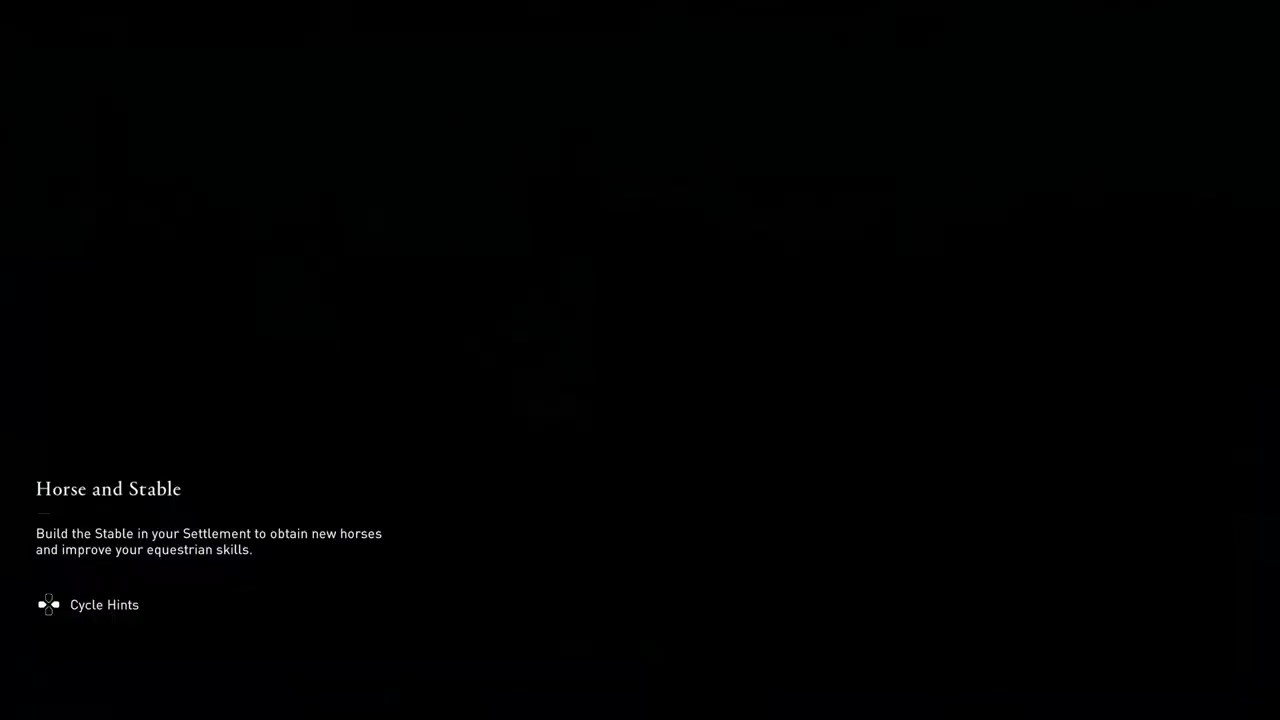 Horse and Stable
Build the Stable in your Settlement to obtain new horses
and improve your equestrian skills.
Cycle Hints